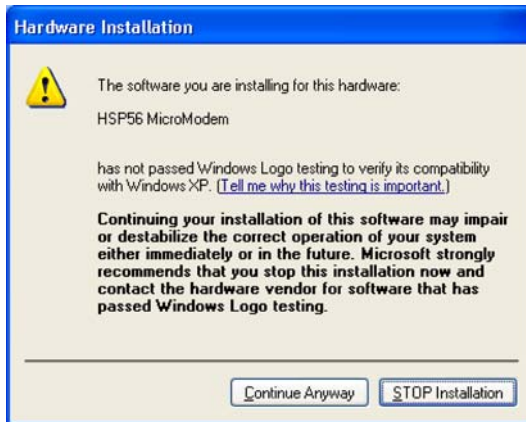 Hardware Installation
The software you are installing for this hardware:
HSP56 MicroModem
has not passed Windows Logo testing to verify its compatibility
with Windows XP. (Tell me why this testing is important.)
Continuing your installation of this software may impair
or destabilize the correct operation of your system
either immediately or in the future. Microsoft strongly
recommends that you stop this installation now and
contact the hardware vendor for software that has
passed Windows Logo testing.
Continue Anyway
STOP Installation